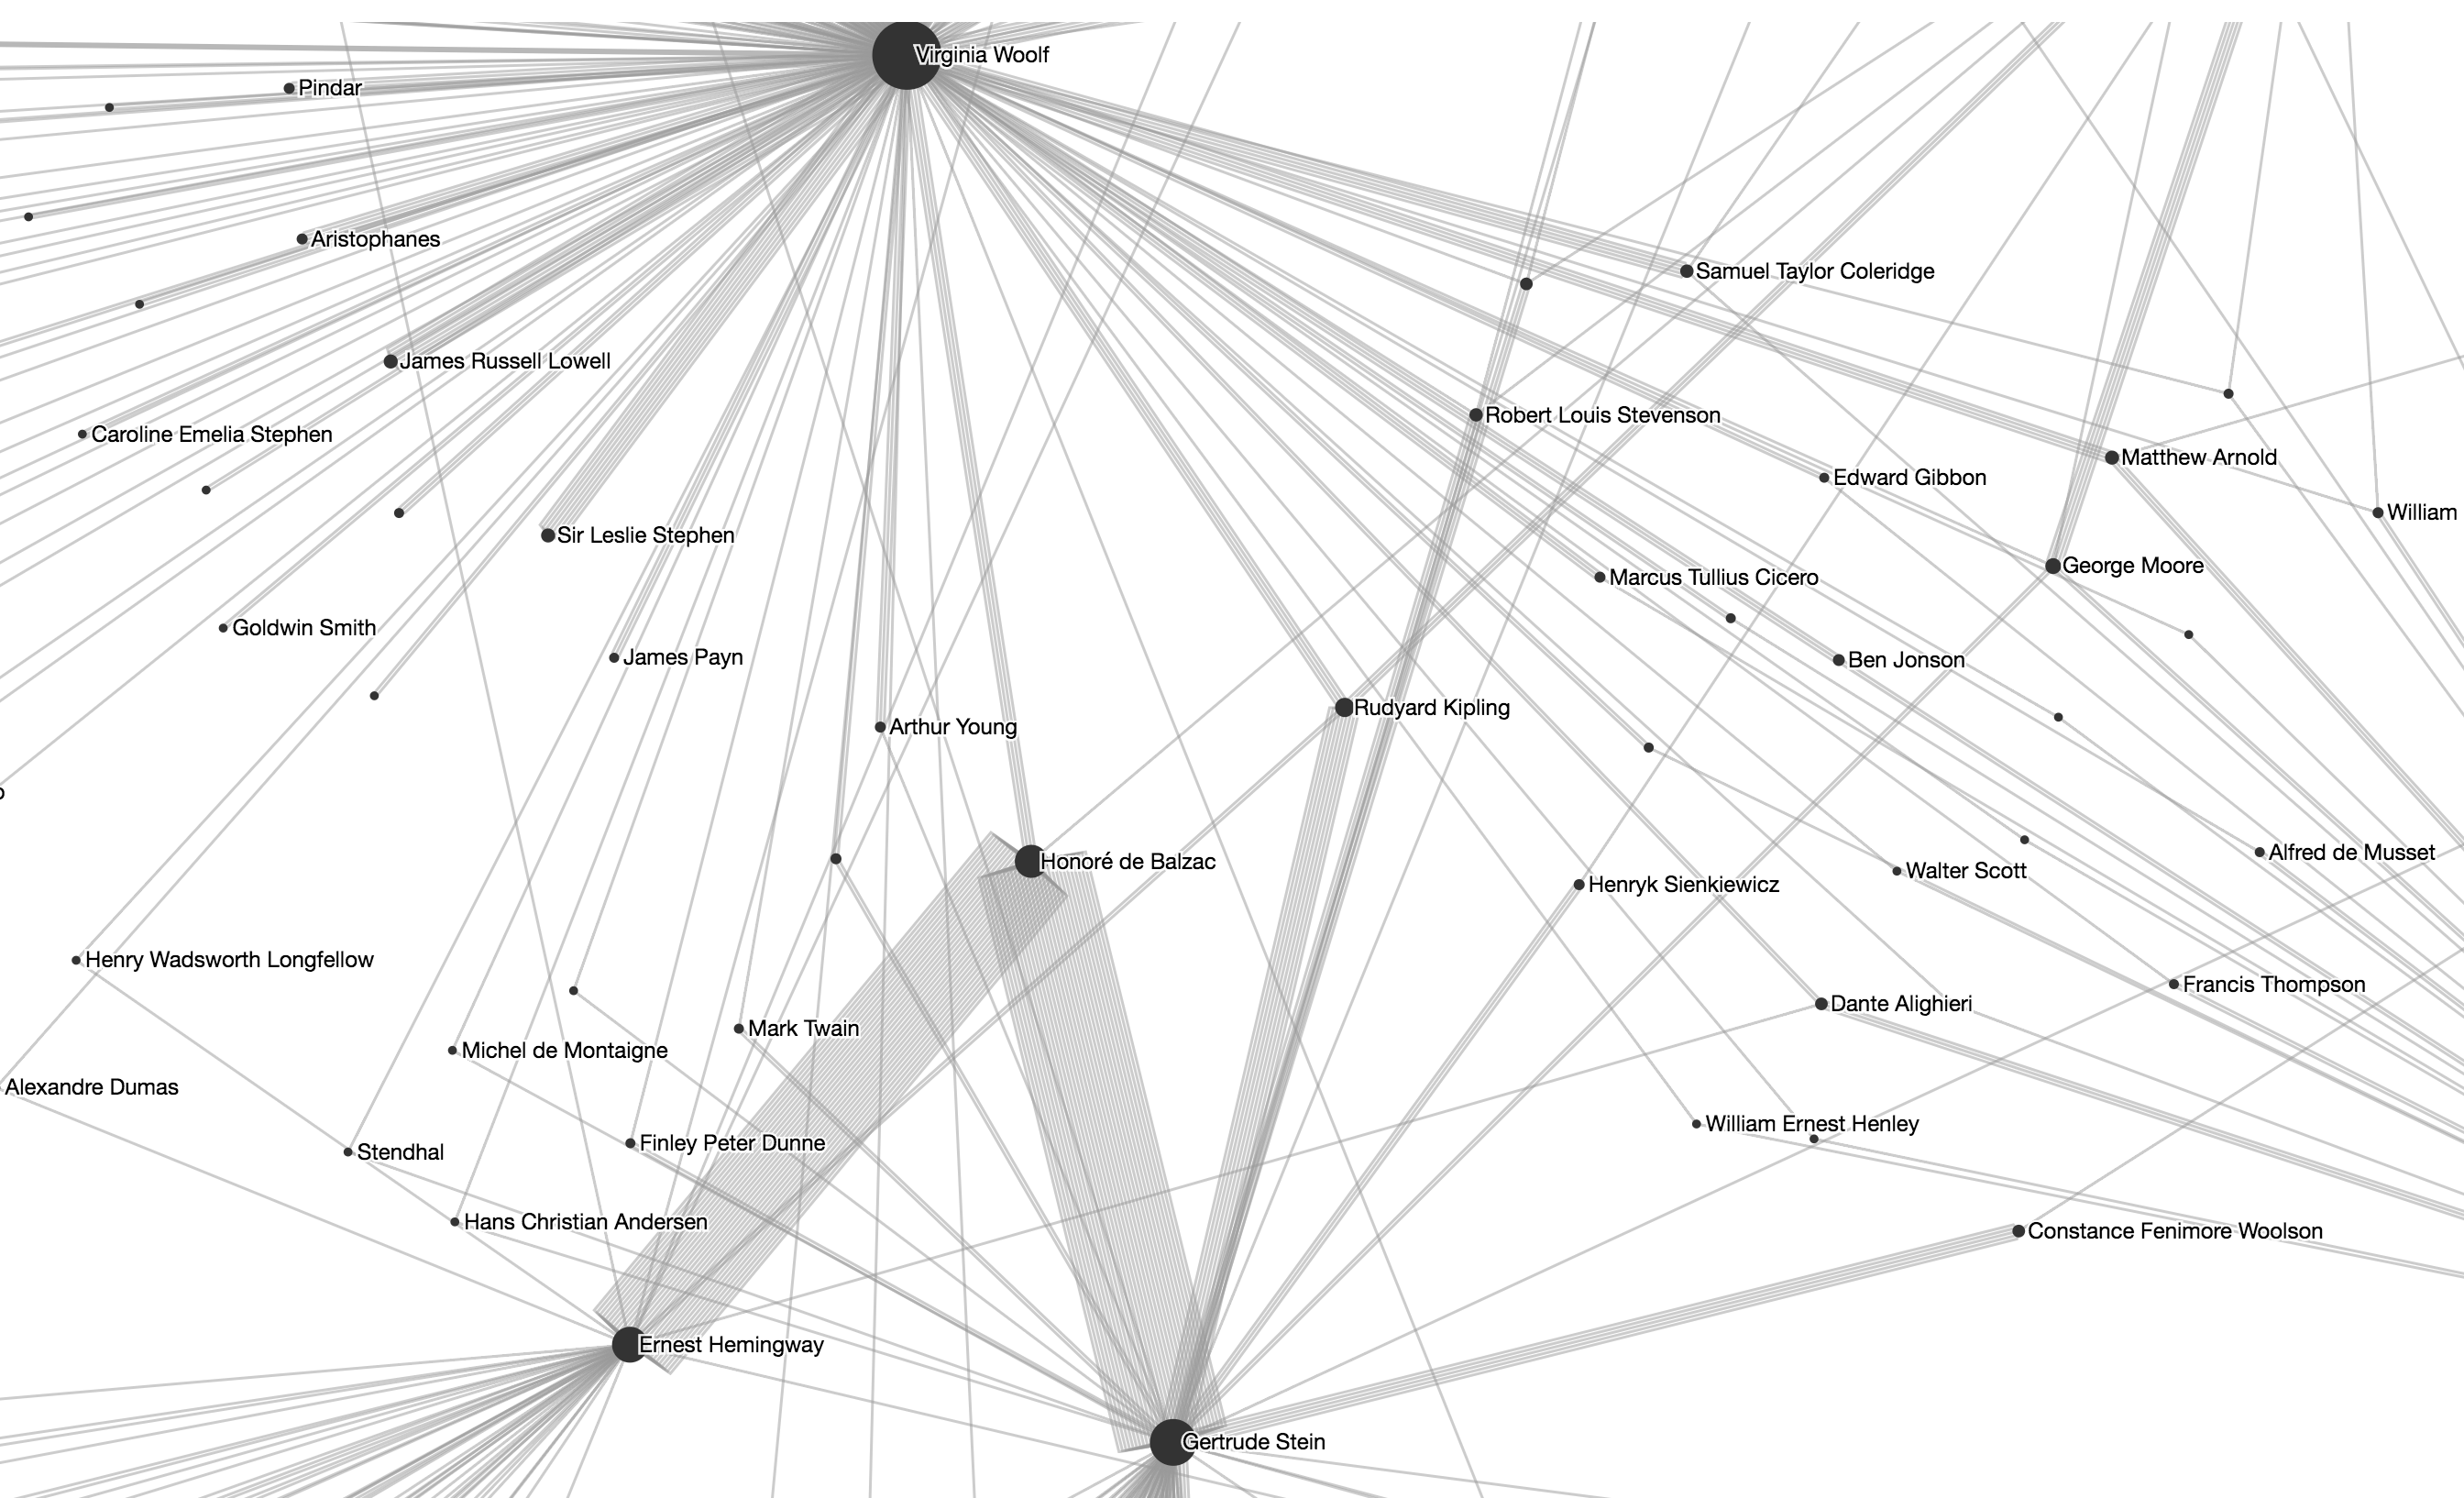 Virginia Woolf
Pindar
Aristophanes
Samuel Taylor Coleridge
James Russell Lowell
Robert Louis Stevenson
Caroline Emelia Stephen
Matthew Arnold
Edward Gibbon
William
Sir Leslie Stephen
George Moore
Marcus Tullius Cicero
Goldwin Smith
James Payn
Ben Jonson
Rudyard Kipling
Arthur Young
Alfred de Musset
Honoré de Balzac
Walter Scott
Henryk Sienkiewicz
Henry Wadsworth Longfellow
Francis Thompson
Dante Alighieri
Mark Twain
Michel de Montaigne
Alexandre Dumas
William Ernest Henley
Finley Peter Dunne
Stendhal
Hans Christian Andersen
Constance Fenimore Woolson
Ernest Hemingway
Gertrude Stein